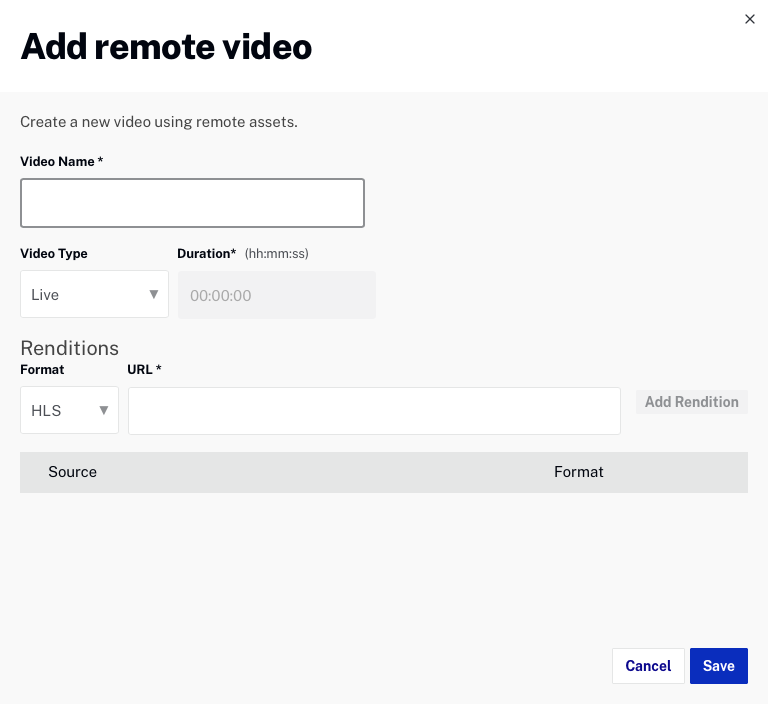 Add remote video
Create a new video using remote assets.
Video Name *
Video Type
Duration* (hh:mm:ss)
Live
00:00:00
Renditions
Format
URL *
HLS
Add Rendition
Source
Format
Cancel
Save